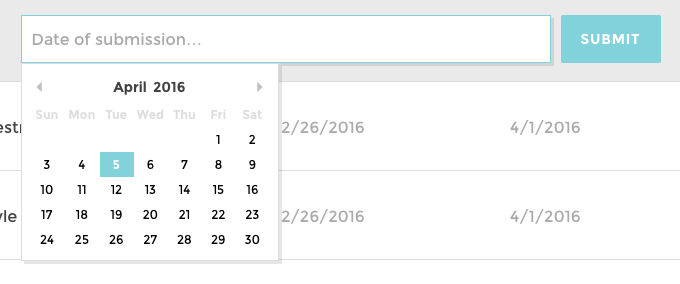 Date of submission...
SUBMIT
April 2016
Sun Mon Tue Wed Thu Fri Sat
1 2
3 4 5 6 7 8 9
10 11 12 13 14 15 16
17 18 19 20 21 22 23
24 25 26 27 28 29 30
2/26/2016 4/1/2016
2/26/2016 4/1/2016